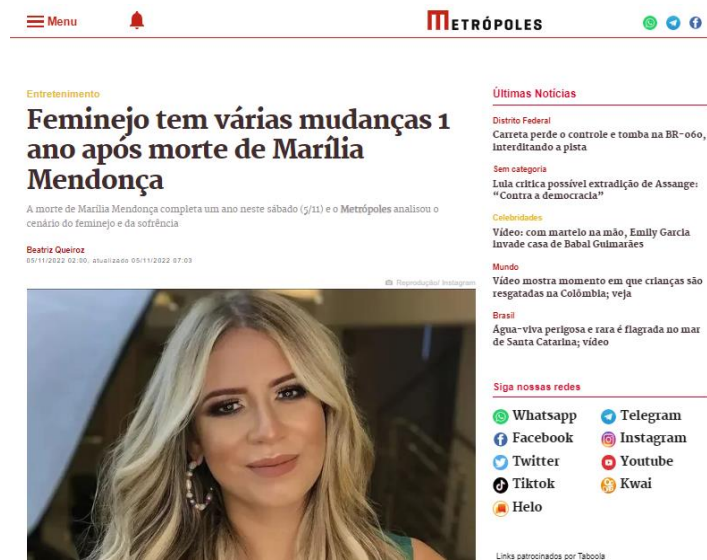 Menu
METRÓPOLES
Entretenimento
Feminejo tem várias mudanças 1
ano após morte de Marília
Mendonça
A morte de Marília Mendonça completa um ano neste sábado (5/11) e o Metrópoles analisou o
cenário do feminejo e da sofrência
Beatriz Queiroz
05/11/2022 02:00, atualizado 05/11/2022 07:03
Reprodução/ Instagram
Últimas Notícias
Distrito Federal
Carreta perde o controle e tomba na BR-060,
interditando a pista
Sem categoria
Lula critica possível extradição de Assange:
“Contra a democracia”
Celebridades
Vídeo: com martelo na mão, Emily Garcia
invade casa de Babal Guimarães
Mundo
Vídeo mostra momento em que crianças são
resgatadas na Colômbia; veja
Brasil
Água-viva perigosa e rara é flagrada no mar
de Santa Catarina; vídeo
Siga nossas redes
Whatsapp Telegram
Facebook Instagram
Twitter Youtube
Tiktok Kwai
Helo
Links patrocinados por Taboola